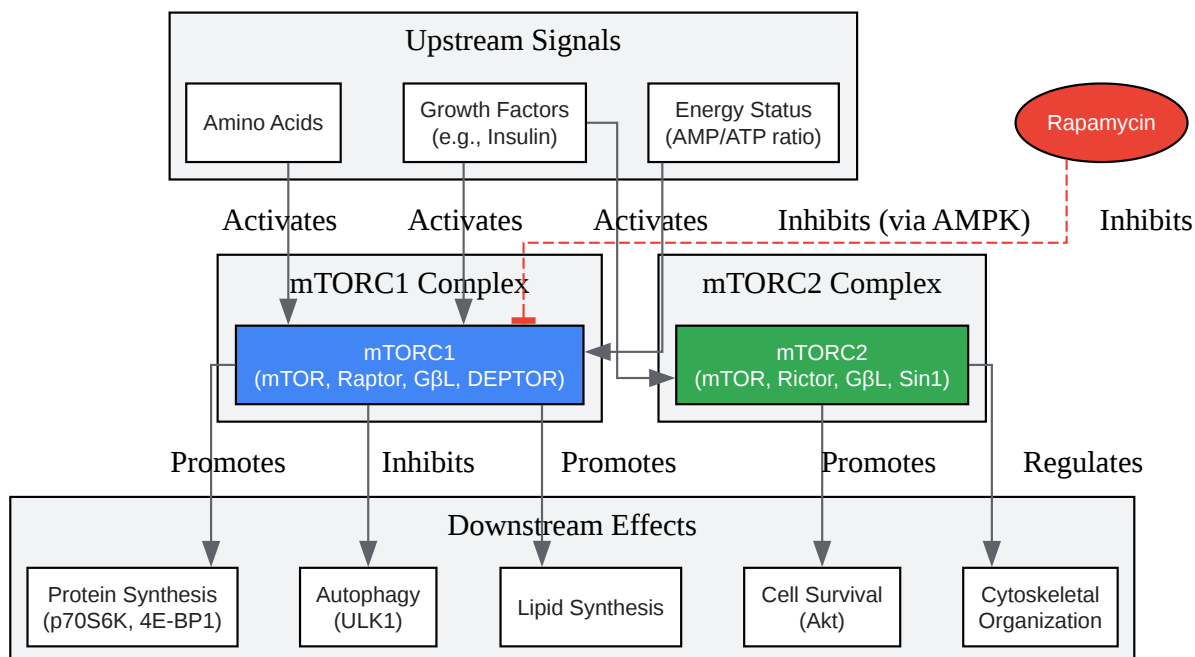 Upstream Signals
Amino Acids
Growth Factors
(e.g., Insulin)
Energy Status
(AMP/ATP ratio)
Rapamycin
Activates
Activates
Activates
Inhibits (via AMPK)
Inhibits
mTORC1 Complex
mTORC2 Complex
mTORC1
(mTOR, Raptor, GβL, DEPTOR)
mTORC2
(mTOR, Rictor, GβL, Sin1)
Promotes
Inhibits
Promotes
Promotes
Regulates
Downstream Effects
Protein Synthesis
(p70S6K, 4E-BP1)
Autophagy
(ULK1)
Lipid Synthesis
Cell Survival
(Akt)
Cytoskeletal
Organization